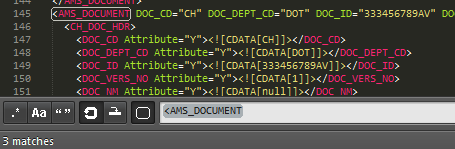 144 </AMS_DOCUMENT>
145 <AMS_DOCUMENT DOC_CD="CH" DOC_DEPT_CD="DOT" DOC_ID="333456789AV" DOC
146 <CH_DOC_HDR>
147 <DOC_CD Attribute="Y"><![CDATA[CH]]></DOC_CD>
148 <DOC_DEPT_CD Attribute="Y"><![CDATA[DOT]]></DOC_DEPT_CD>
149 <DOC_ID Attribute="Y"><![CDATA[333456789AV]]></DOC_ID>
150 <DOC_VERS_NO Attribute="Y"><![CDATA[1]]></DOC_VERS_NO>
151 <DOC_NM Attribute="Y"><![CDATA[null]]></DOC_NM>
.* Aa “” <AMS_DOCUMENT
3 matches